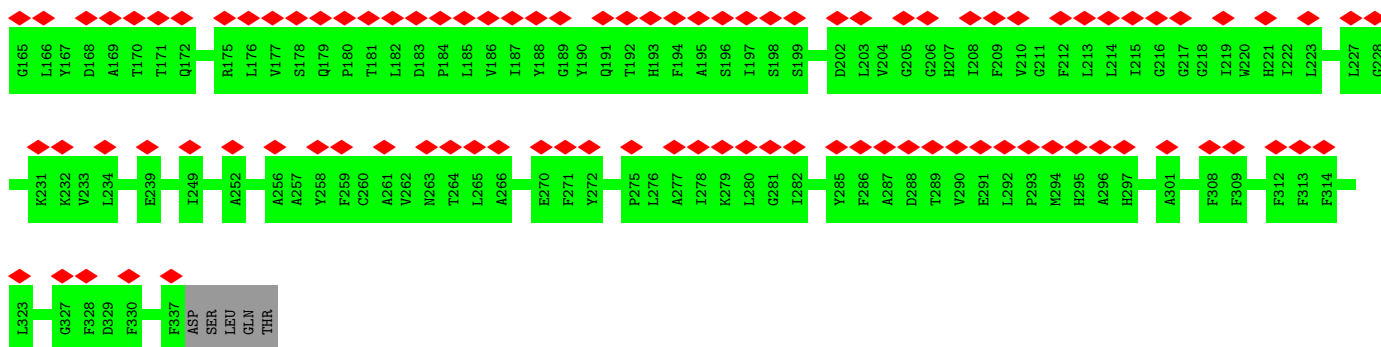 G165 L166 Y167 D168 A169 T170 T171 Q172 R175 L176 V177 S178 Q179 P180 T181 L182 D183 P184 L185 V186 I187 Y188 G189 Y190 Q191 T192 H193 F194 A195 S196 I197 S198 S199 D202 L203 V204 G205 G206 H207 I208 F209 V210 G211 F212 L213 L214 I215 G216 G217 G218 I219 W220 H221 I222 L223 L227 G228
K231 K232 V233 L234 E239 I249 A252 A256 A257 Y258 F259 C260 A261 V262 N263 T264 L265 A266 E270 F271 Y272 P275 L276 A277 I278 K279 L280 G281 I282 Y285 F286 A287 D288 T289 V290 E291 L292 P293 M294 H295 A296 H297 A301 F308 F309 F312 F313 F314
L323 G327 F328 D329 F330 F337 ASP SER LEU GLN THR